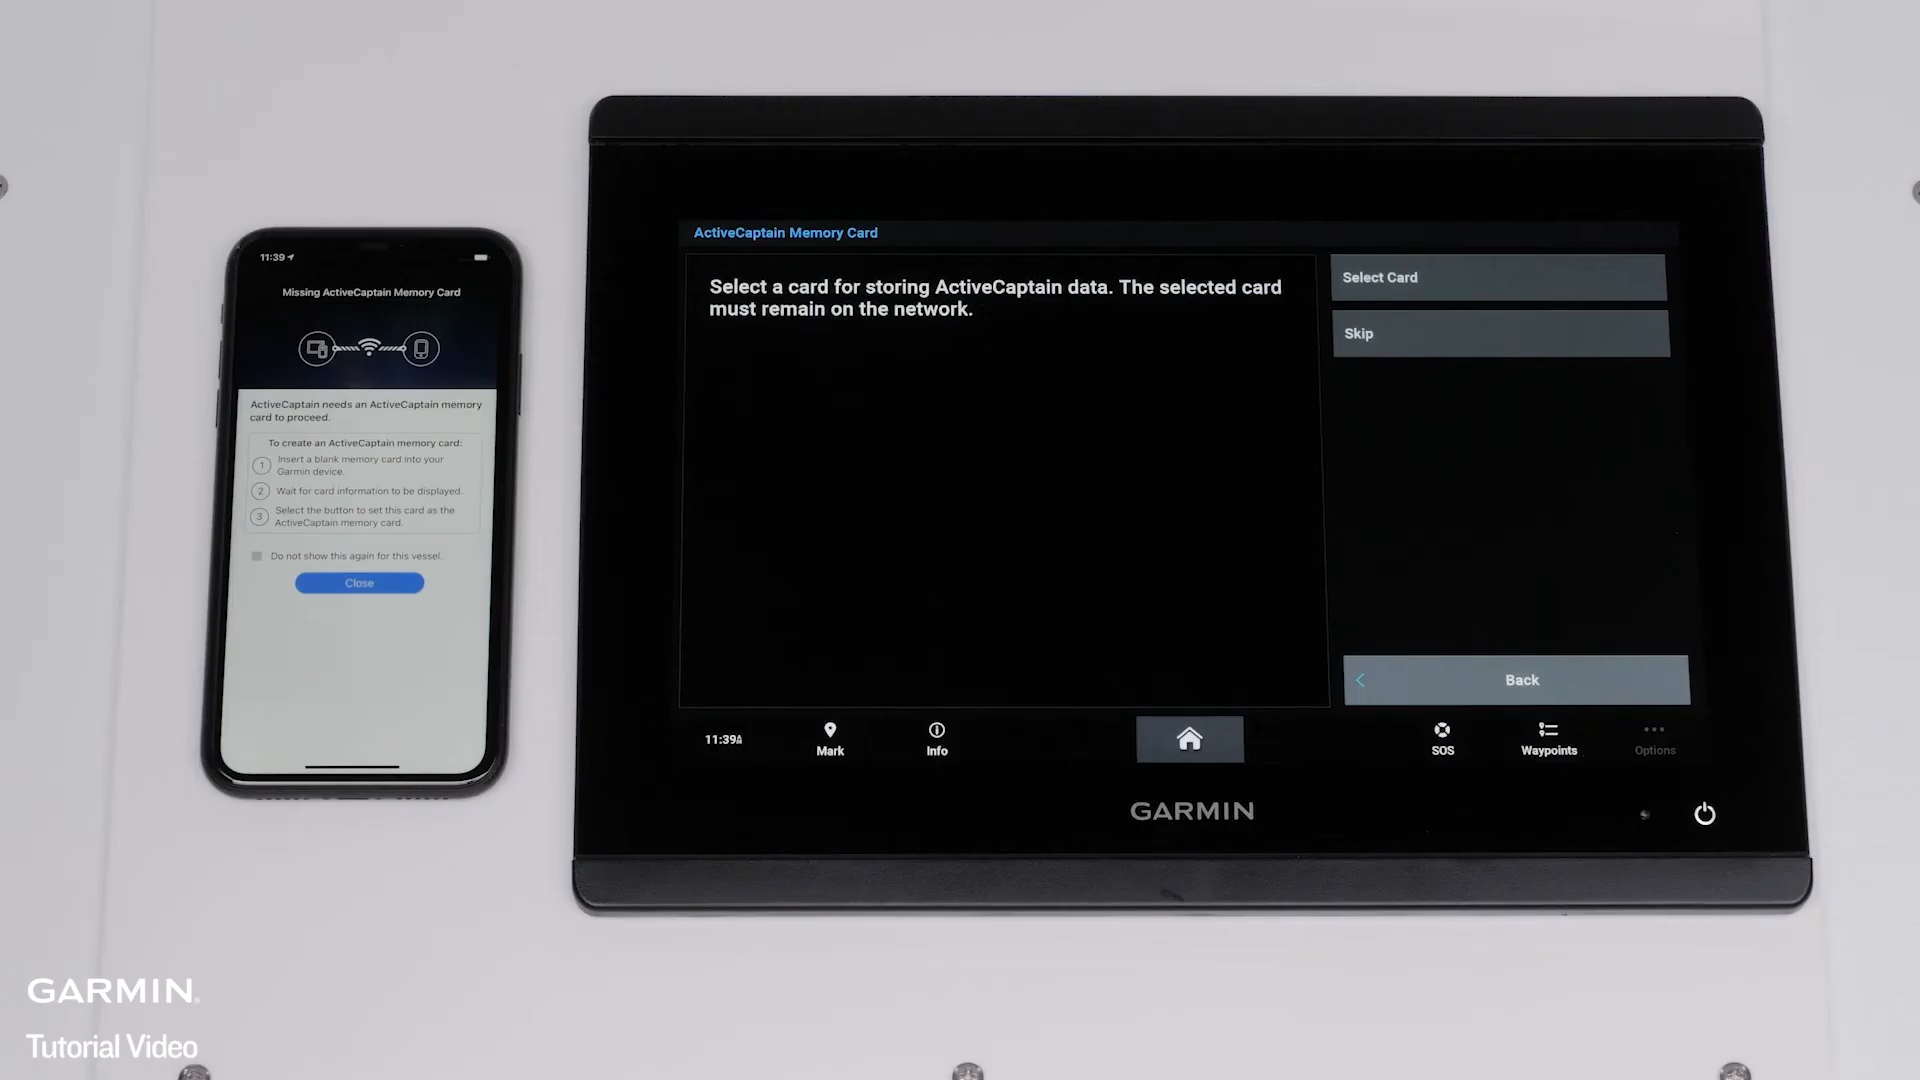 11:39
Missing ActiveCaptain Memory Card
ActiveCaptain needs an ActiveCaptain memory
card to proceed.
To create an ActiveCaptain memory card:
1 Insert a blank memory card into your
Garmin device.
2 Wait for card information to be displayed.
3 Select the button to set this card as the
ActiveCaptain memory card.
Do not show this again for this vessel.
Close
ActiveCaptain Memory Card
Select a card for storing ActiveCaptain data. The selected card
must remain on the network.
Select Card
Skip
Back
11:39
Mark
Info
SOS
Waypoints
Options
GARMIN
GARMIN
Tutorial Video